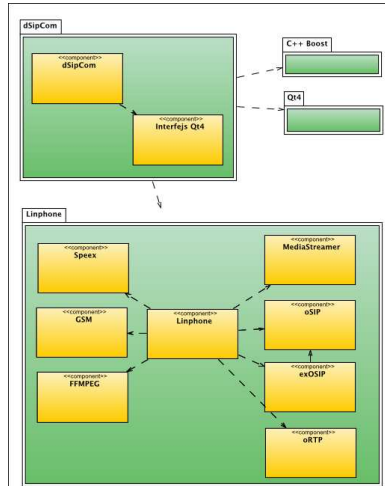 dSipCom
<<component>>
dSipCom
<<component>>
Interfejs Qt4
C++ Boost
Qt4
Linphone
<<component>>
Speex
<<component>>
GSM
<<component>>
FFMPEG
<<component>>
Linphone
<<component>>
MediaStreamer
<<component>>
oSIP
<<component>>
exOSIP
<<component>>
oRTP